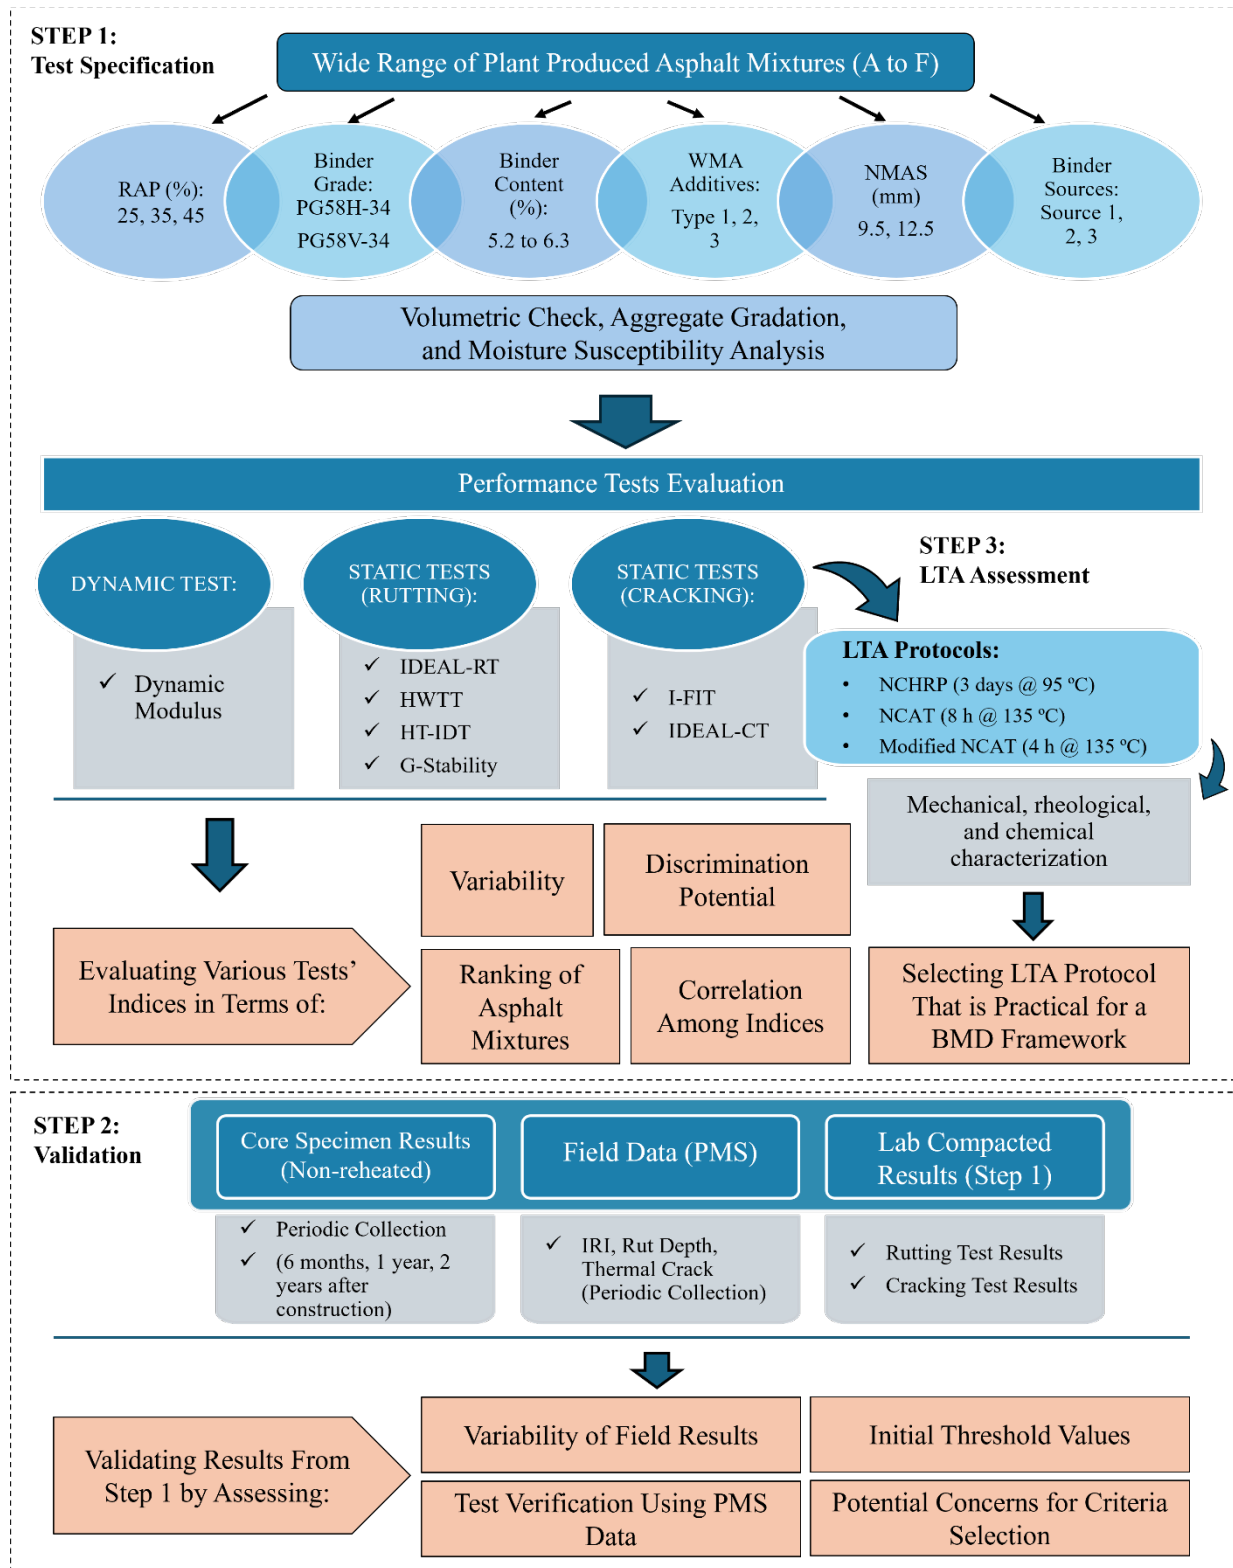 STEP 1:
Test Specification
Wide Range of Plant Produced Asphalt Mixtures (A to F)
RAP (%):
25, 35, 45
Binder
Grade:
PG58H-34
PG58V-34
Binder
Content
(%):
5.2 to 6.3
WMA
Additives:
Type 1, 2,
3
NMAS
(mm)
9.5, 12.5
Binder
Sources:
Source 1,
2, 3
Volumetric Check, Aggregate Gradation,
and Moisture Susceptibility Analysis
Performance Tests Evaluation
DYNAMIC TEST:
✓ Dynamic
Modulus
STATIC TESTS
(RUTTING):
✓ IDEAL-RT
✓ HWTT
✓ HT-IDT
✓ G-Stability
STATIC TESTS
(CRACKING):
✓ I-FIT
✓ IDEAL-CT
STEP 3:
LTA Assessment
LTA Protocols:
• NCHRP (3 days @ 95 ºC)
• NCAT (8 h @ 135 ºC)
• Modified NCAT (4 h @ 135 ºC)
Mechanical, rheological,
and chemical
characterization
Selecting LTA Protocol
That is Practical for a
BMD Framework
Evaluating Various Tests’
Indices in Terms of:
Variability
Discrimination
Potential
Ranking of
Asphalt
Mixtures
Correlation
Among Indices
STEP 2:
Validation
Core Specimen Results
(Non-reheated)
✓ Periodic Collection
✓ (6 months, 1 year, 2
years after
construction)
Field Data (PMS)
✓ IRI, Rut Depth,
Thermal Crack
(Periodic Collection)
Lab Compacted
Results (Step 1)
✓ Rutting Test Results
✓ Cracking Test Results
Validating Results From
Step 1 by Assessing:
Variability of Field Results
Initial Threshold Values
Test Verification Using PMS
Data
Potential Concerns for Criteria
Selection